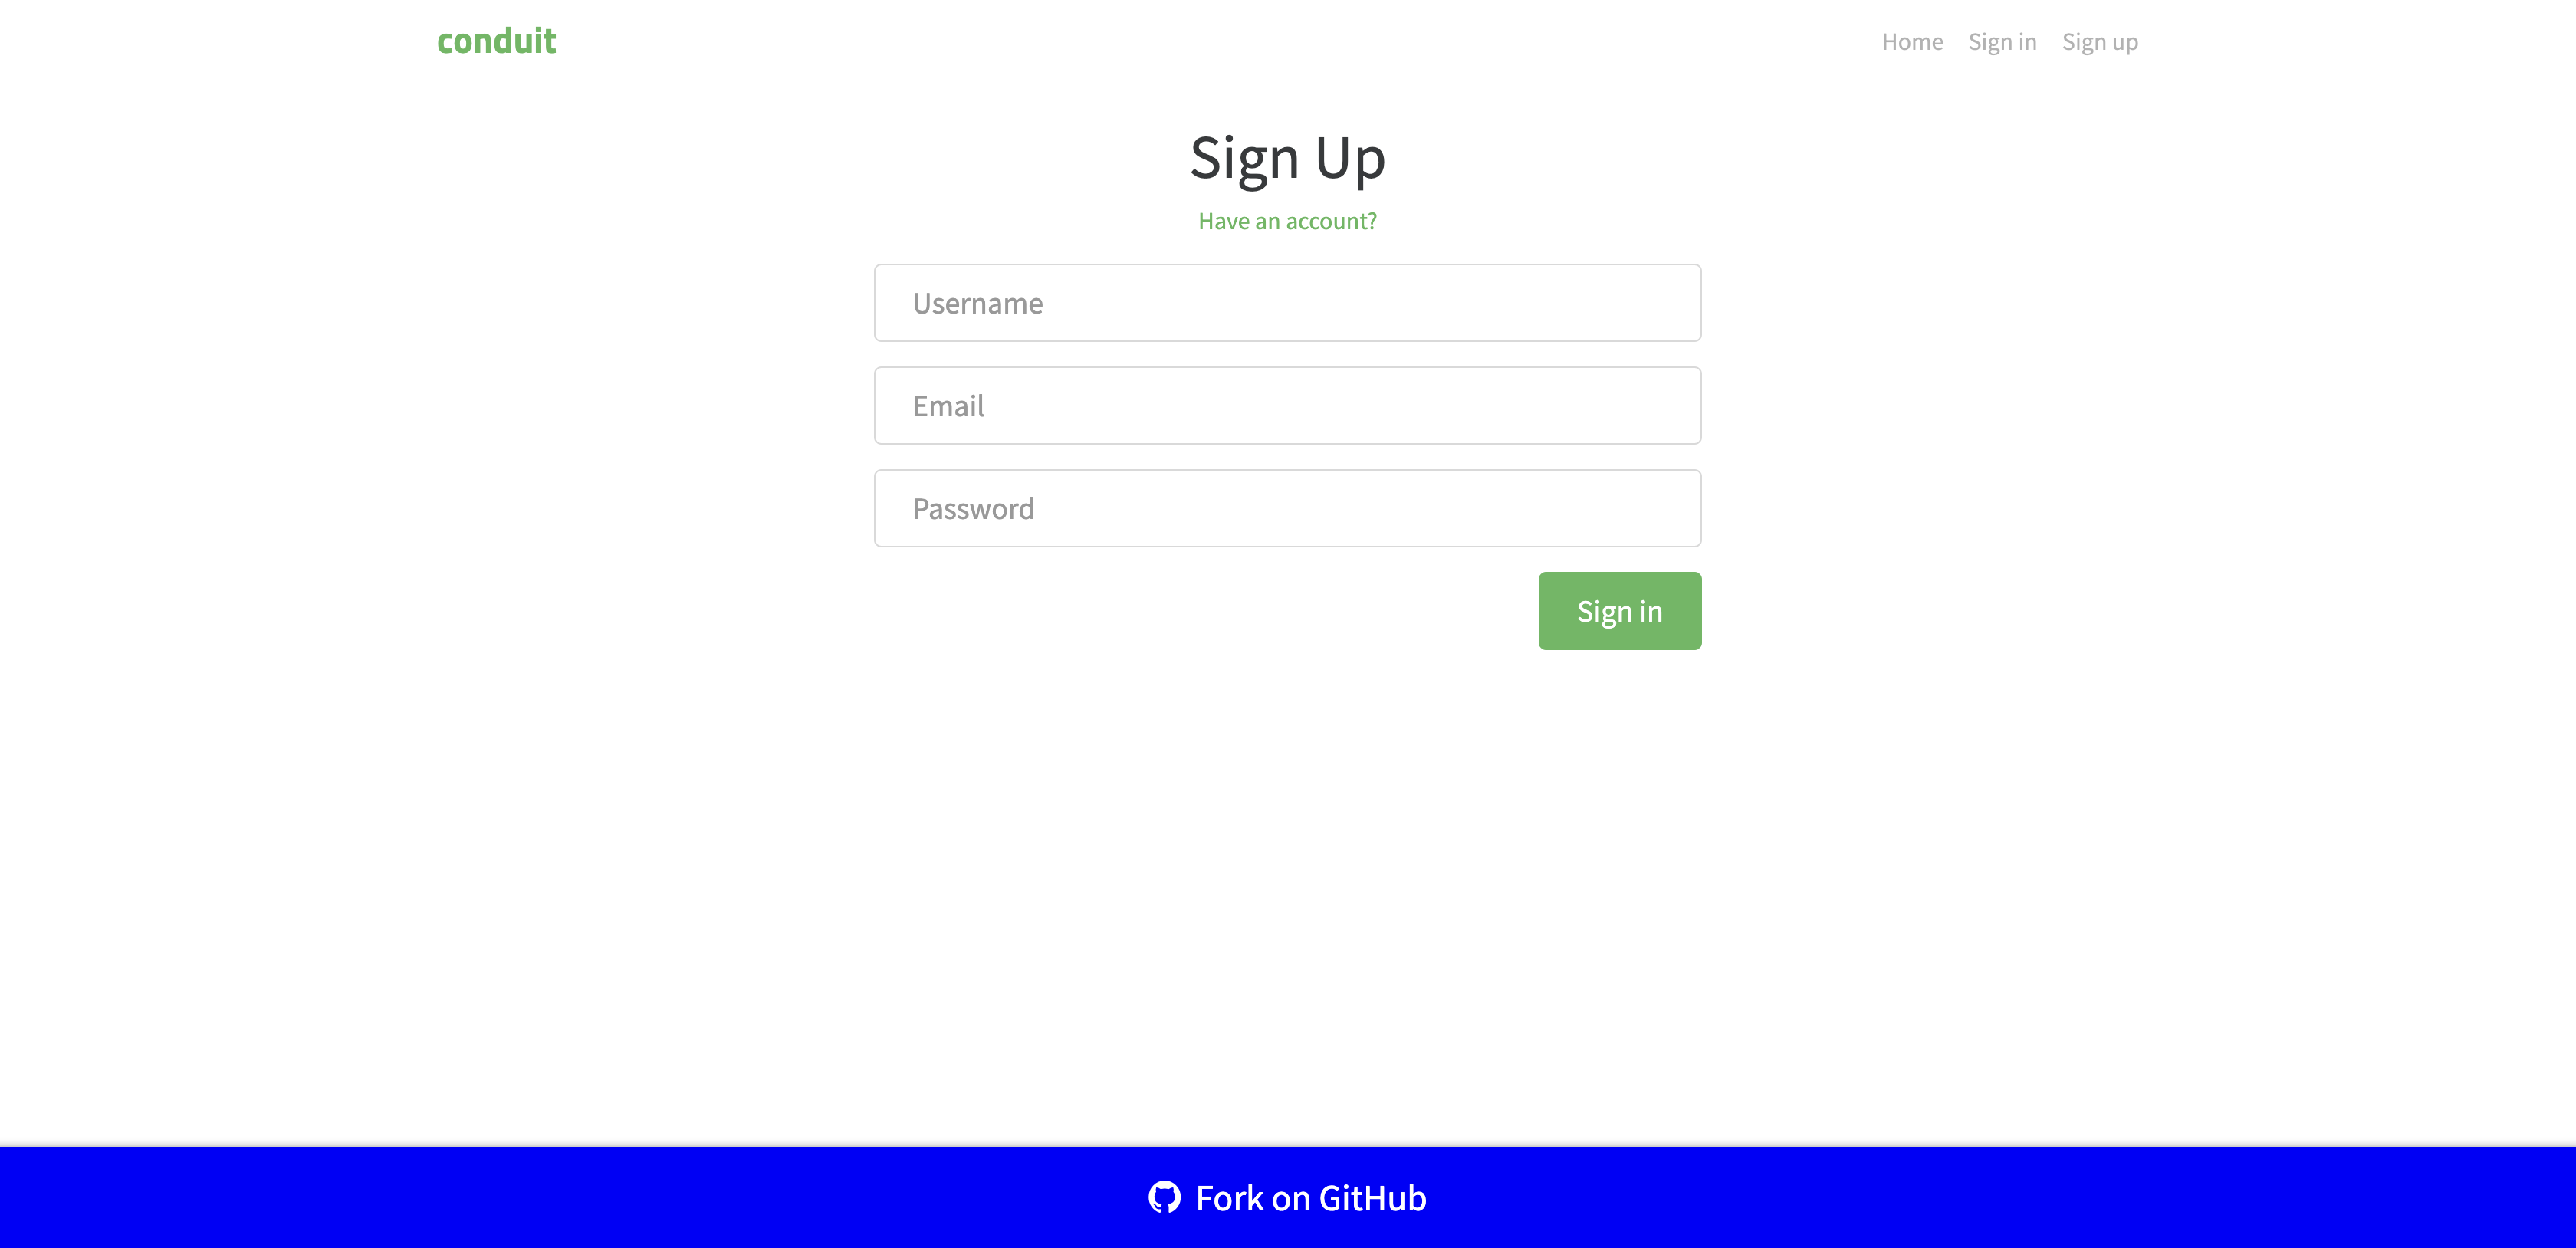 conduit
Home Sign in Sign up
Sign Up
Have an account?
Username
Email
Password
Sign in
Fork on GitHub